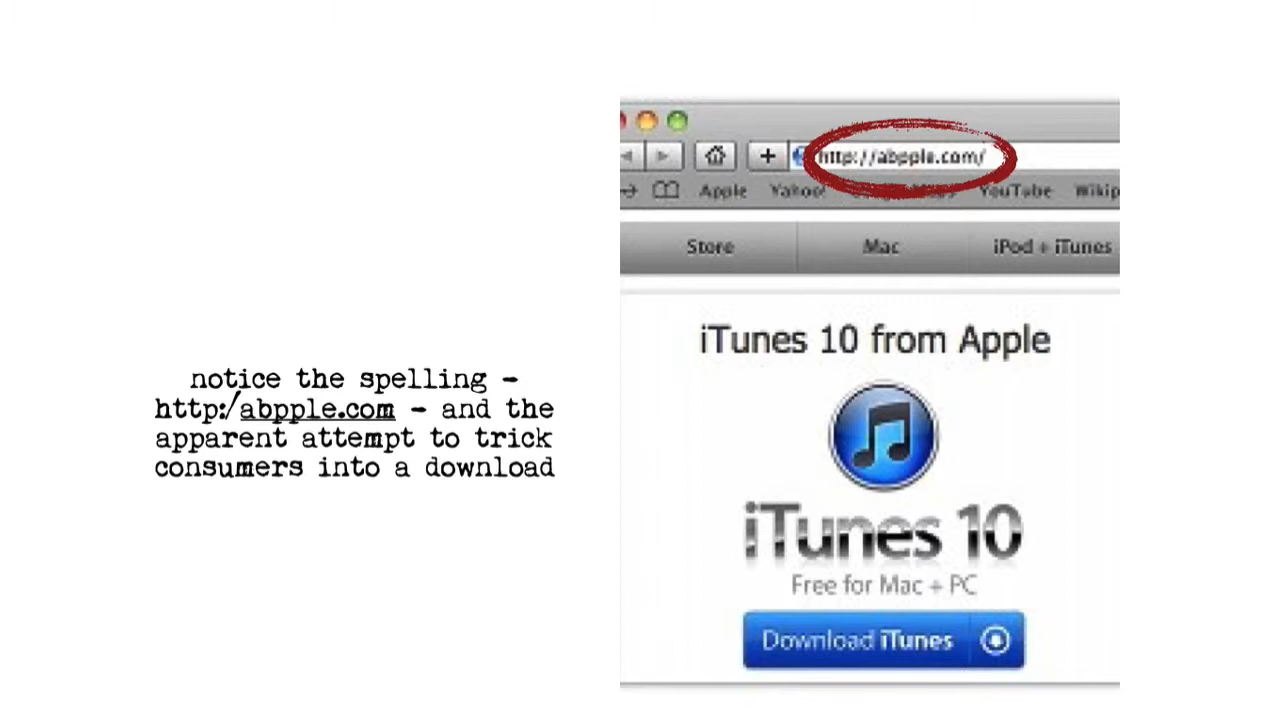 notice the spelling -
http:/abpple.com - and the
apparent attempt to trick
consumers into a download
http://abpple.com/
Apple Yahoo! YouTube Wikip
Store Mac iPod + iTunes
iTunes 10 from Apple
iTunes 10
Free for Mac + PC
Download iTunes